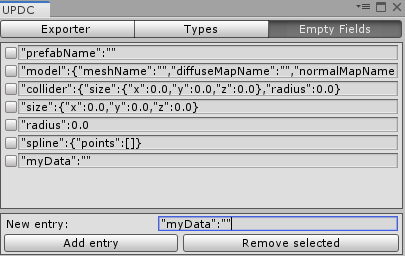 UPDC
Exporter Types Empty Fields
"prefabName":""
"model":{"meshName":"","diffuseMapName":"","normalMapName
"collider":{"size":{"x":0.0,"y":0.0,"z":0.0},"radius":0.0}
"size":{"x":0.0,"y":0.0,"z":0.0}
"radius":0.0
"spline":{"points":[]}
"myData":""
New entry: "myData":""
Add entry Remove selected